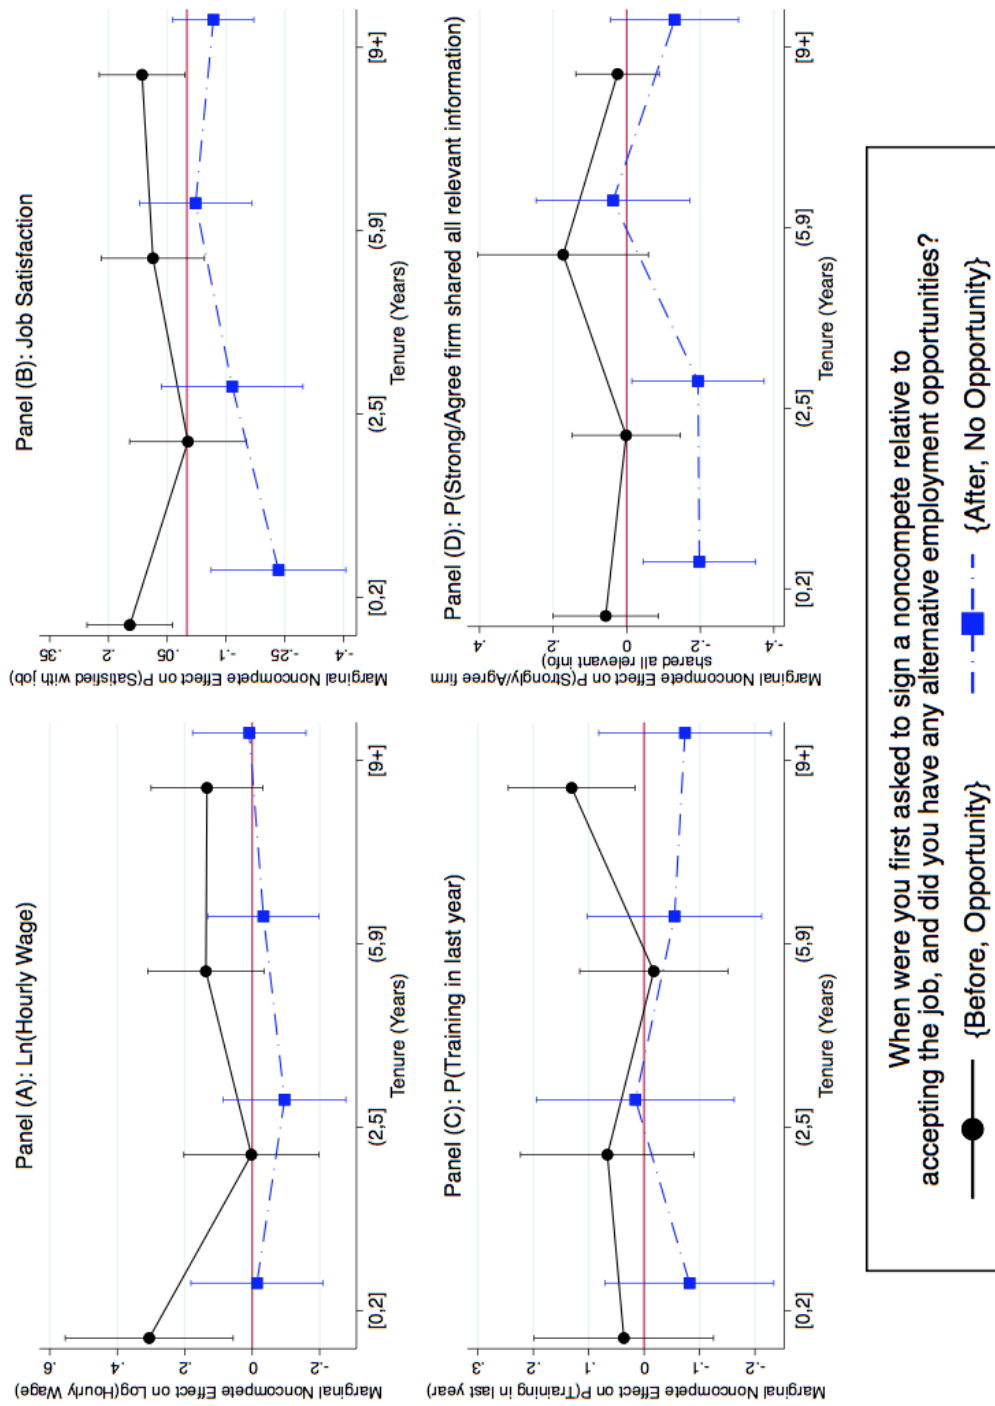 Panel (A): Ln(Hourly Wage)
Marginal Noncompete Effect on Log(Hourly Wage)
.6
.4
.2
0
-.2
[0,2]
(2,5]
(5,9]
[9+]
Tenure (Years)
Panel (B): Job Satisfaction
Marginal Noncompete Effect on P(Satisfied with job)
.35
.2
.05
-.1
-.25
-.4
[0,2]
(2,5]
(5,9]
[9+]
Tenure (Years)
Panel (C): P(Training in last year)
Marginal Noncompete Effect on P(Training in last year)
.3
.2
.1
0
-.1
-.2
[0,2]
(2,5]
(5,9]
[9+]
Tenure (Years)
Panel (D): P(Strong/Agree firm shared all relevant information)
Marginal Noncompete Effect on P(Strongly/Agree firm
shared all relevant info)
.4
.2
0
-.2
-.4
[0,2]
(2,5]
(5,9]
[9+]
Tenure (Years)
When were you first asked to sign a noncompete relative to
accepting the job, and did you have any alternative employment opportunities?
{Before, Opportunity}
{After, No Opportunity}